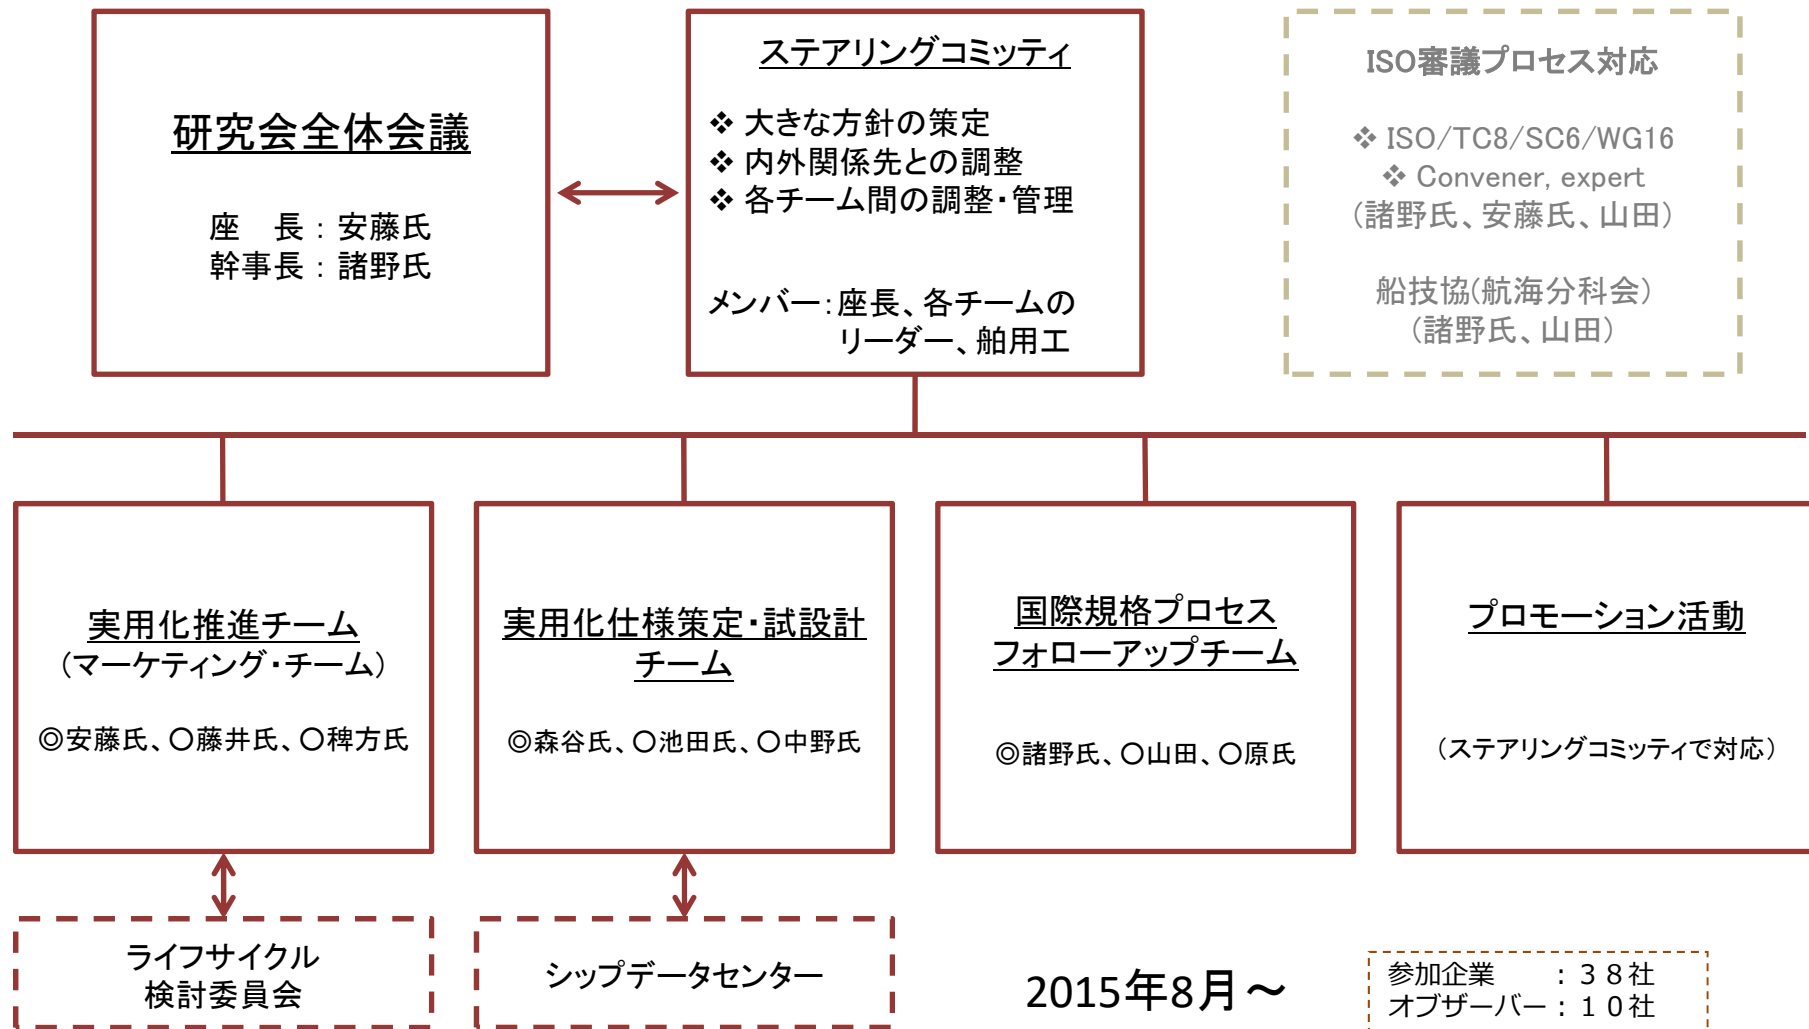 研究会全体会議
座　長：安藤氏
幹事長：諸野氏
ステアリングコミッティ
❖ 大きな方針の策定
❖ 内外関係先との調整
❖ 各チーム間の調整・管理
メンバー：座長、各チームの
リーダー、舶用工
ISO審議プロセス対応
❖ ISO/TC8/SC6/WG16
❖ Convener, expert
（諸野氏、安藤氏、山田）
船技協(航海分科会）
（諸野氏、山田）
実用化推進チーム
（マーケティング・チーム）
◎安藤氏、〇藤井氏、〇稗方氏
実用化仕様策定・試設計
チーム
◎森谷氏、〇池田氏、〇中野氏
国際規格プロセス
フォローアップチーム
◎諸野氏、〇山田、〇原氏
プロモーション活動
（ステアリングコミッティで対応）
ライフサイクル
検討委員会
シップデータセンター
2015年8月～
参加企業　　：３８社
オブザーバー：１０社